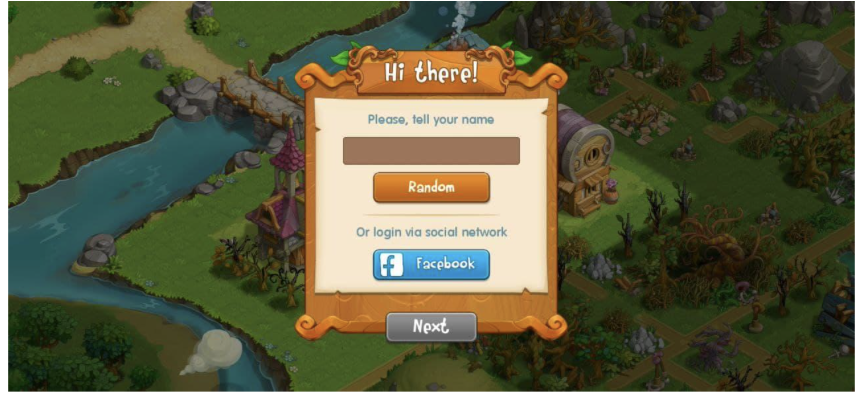 Hi there!
Please, tell your name
Random
Or login via social network
Facebook
Next